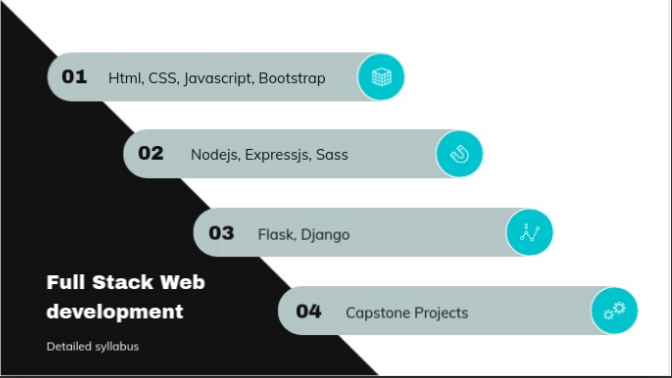 01 Html, CSS, Javascript, Bootstrap
02 Nodejs, Expressjs, Sass
03 Flask, Django
04 Capstone Projects
Full Stack Web
development
Detailed syllabus